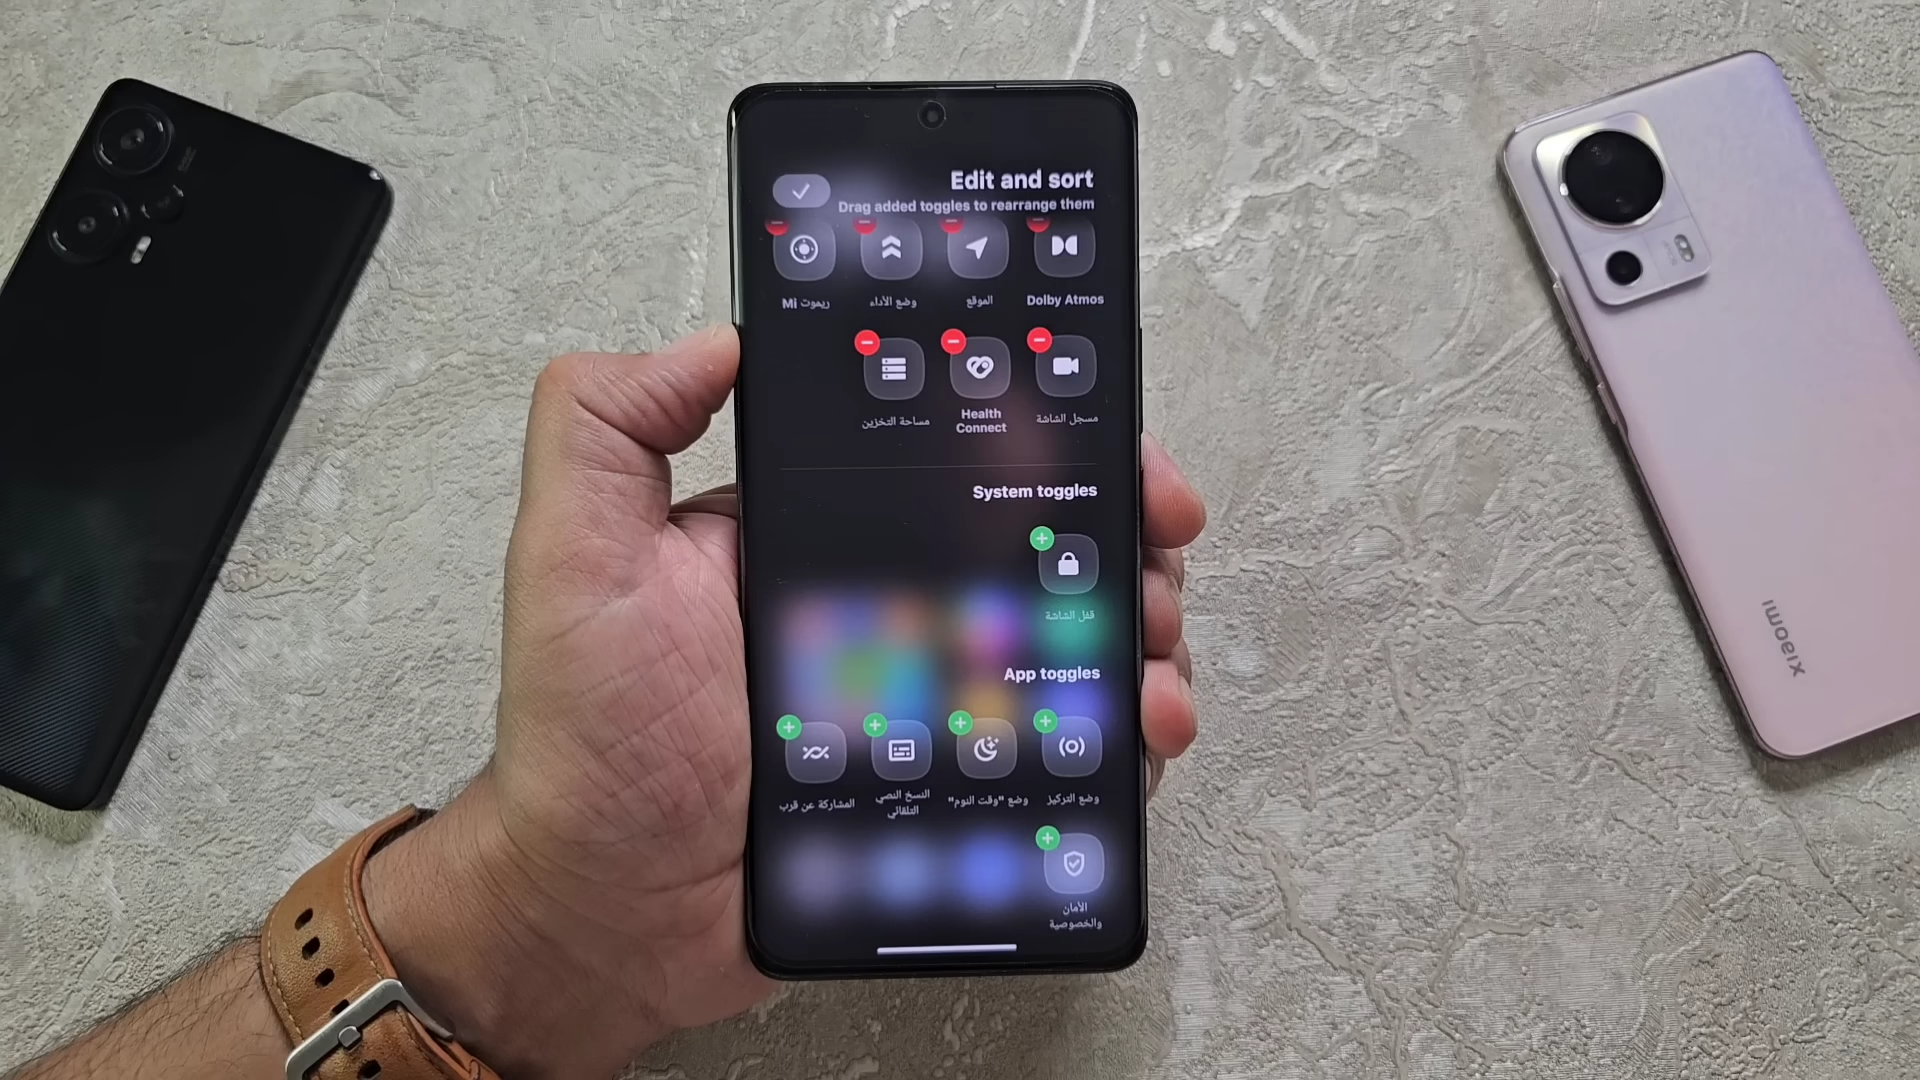 Edit and sort
Drag added toggles to rearrange them
Dolby Atmos
الموقع
وضع الأداء
ريموت Mi
مسجل الشاشة
Health
Connect
مساحة التخزين
System toggles
قفل الشاشة
App toggles
وضع التركيز
وضع "وقت النوم"
النسخ النصي
التلقائي
المشاركة عن قرب
الأمان
والخصوصية
xiaomi